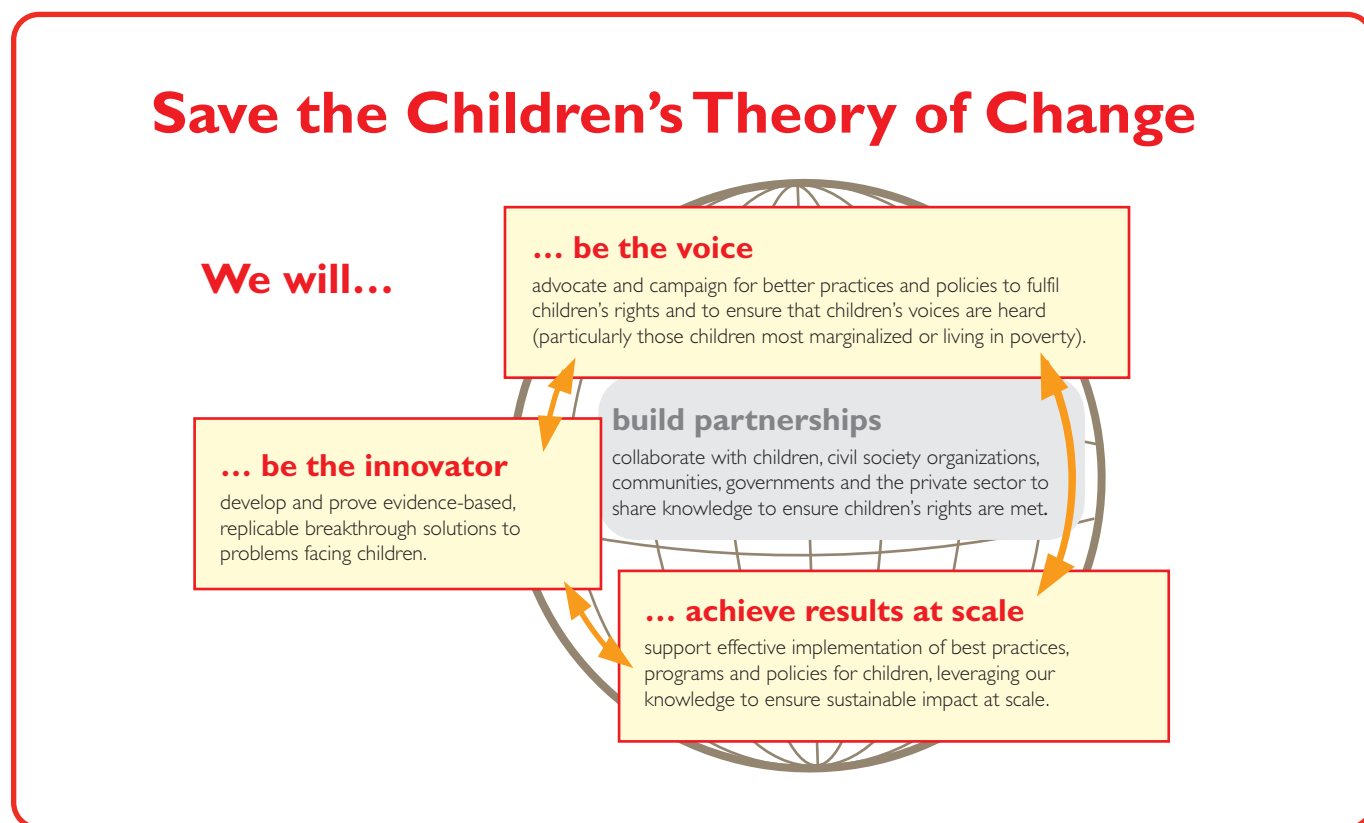 Save the Children's Theory of Change
We will…
… be the voice
advocate and campaign for better practices and policies to fulfil
children's rights and to ensure that children's voices are heard
(particularly those children most marginalized or living in poverty).
build partnerships
collaborate with children, civil society organizations,
communities, governments and the private sector to
share knowledge to ensure children's rights are met.
… be the innovator
develop and prove evidence-based,
replicable breakthrough solutions to
problems facing children.
… achieve results at scale
support effective implementation of best practices,
programs and policies for children, leveraging our
knowledge to ensure sustainable impact at scale.